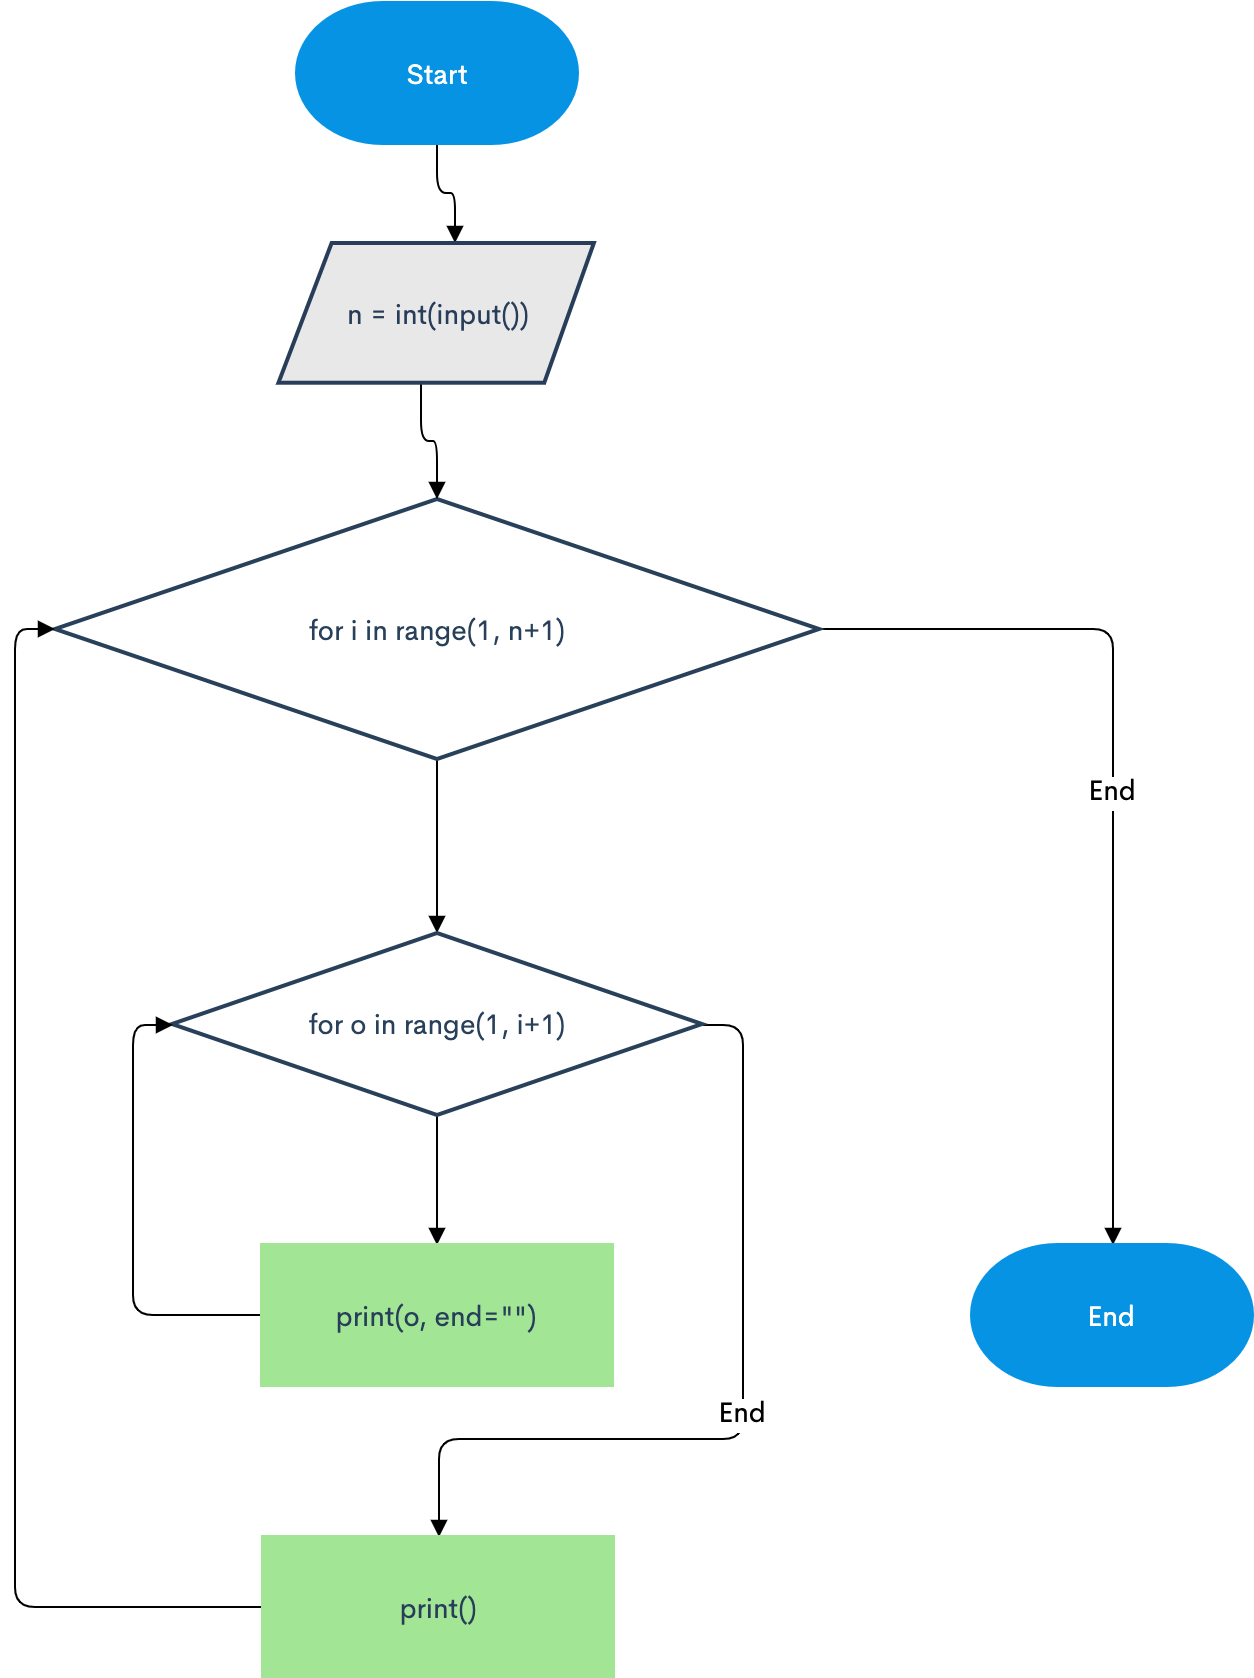 Start
n = int(input())
for i in range(1, n+1)
End
for o in range(1, i+1)
print(o, end="")
End
End
print()